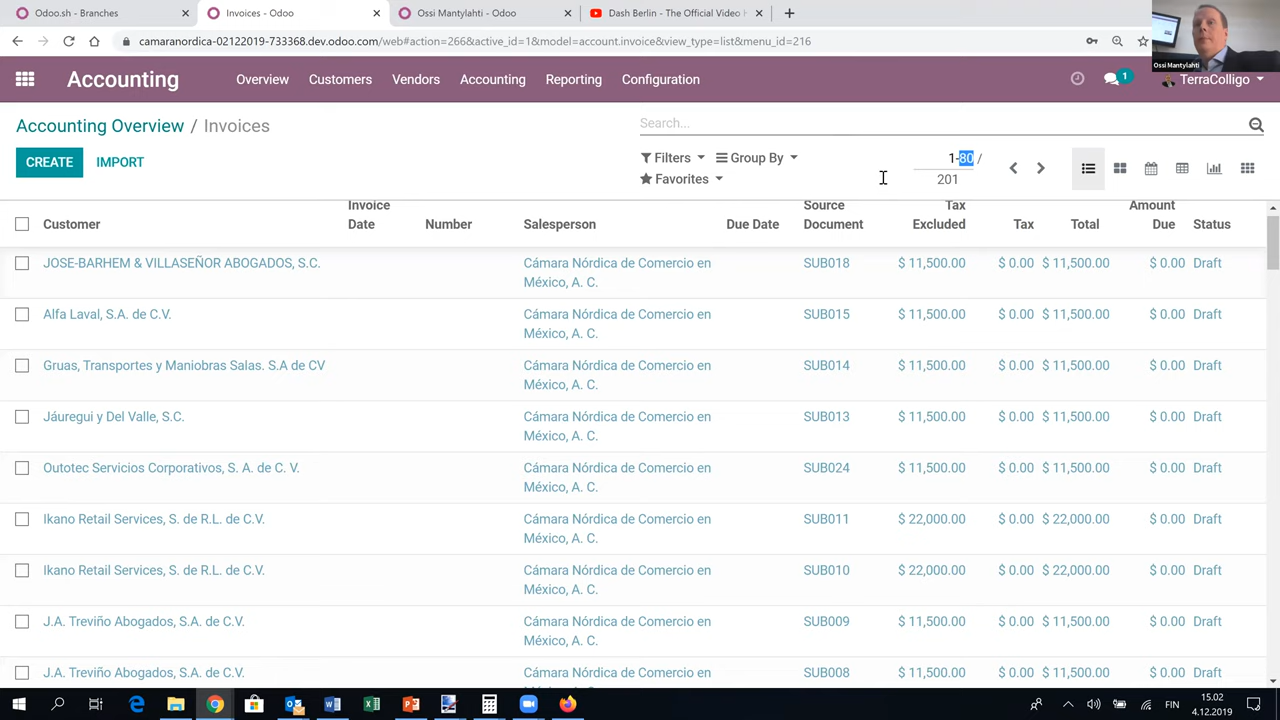 Odoo.sh - Branches
Invoices - Odoo
Ossi Mantylahti - Odoo
Dash Berlin - The Official Video H
camaranordica-02122019-733368.dev.odoo.com/web#action=256&active_id=1&model=account.invoice&view_type=list&menu_id=216
Ossi Mantylahti
Accounting
Overview
Customers
Vendors
Accounting
Reporting
Configuration
1
TerraColligo
Accounting Overview / Invoices
Search...
CREATE
IMPORT
Filters
Group By
Favorites
1-80 /
201
Customer
Invoice
Date
Number
Salesperson
Due Date
Source
Document
Tax
Excluded
Tax
Total
Amount
Due
Status
JOSE-BARHEM & VILLASEÑOR ABOGADOS, S.C.
Cámara Nórdica de Comercio en
México, A. C.
SUB018
$ 11,500.00
$ 0.00
$ 11,500.00
$ 0.00
Draft
Alfa Laval, S.A. de C.V.
Cámara Nórdica de Comercio en
México, A. C.
SUB015
$ 11,500.00
$ 0.00
$ 11,500.00
$ 0.00
Draft
Gruas, Transportes y Maniobras Salas. S.A de CV
Cámara Nórdica de Comercio en
México, A. C.
SUB014
$ 11,500.00
$ 0.00
$ 11,500.00
$ 0.00
Draft
Jáuregui y Del Valle, S.C.
Cámara Nórdica de Comercio en
México, A. C.
SUB013
$ 11,500.00
$ 0.00
$ 11,500.00
$ 0.00
Draft
Outotec Servicios Corporativos, S. A. de C. V.
Cámara Nórdica de Comercio en
México, A. C.
SUB024
$ 11,500.00
$ 0.00
$ 11,500.00
$ 0.00
Draft
Ikano Retail Services, S. de R.L. de C.V.
Cámara Nórdica de Comercio en
México, A. C.
SUB011
$ 22,000.00
$ 0.00
$ 22,000.00
$ 0.00
Draft
Ikano Retail Services, S. de R.L. de C.V.
Cámara Nórdica de Comercio en
México, A. C.
SUB010
$ 22,000.00
$ 0.00
$ 22,000.00
$ 0.00
Draft
J.A. Treviño Abogados, S.A. de C.V.
Cámara Nórdica de Comercio en
México, A. C.
SUB009
$ 11,500.00
$ 0.00
$ 11,500.00
$ 0.00
Draft
J.A. Treviño Abogados, S.A. de C.V.
Cámara Nórdica de Comercio en
SUB008
$ 11,500.00
$ 0.00
$ 11,500.00
$ 0.00
Draft
FIN
15.02
4.12.2019